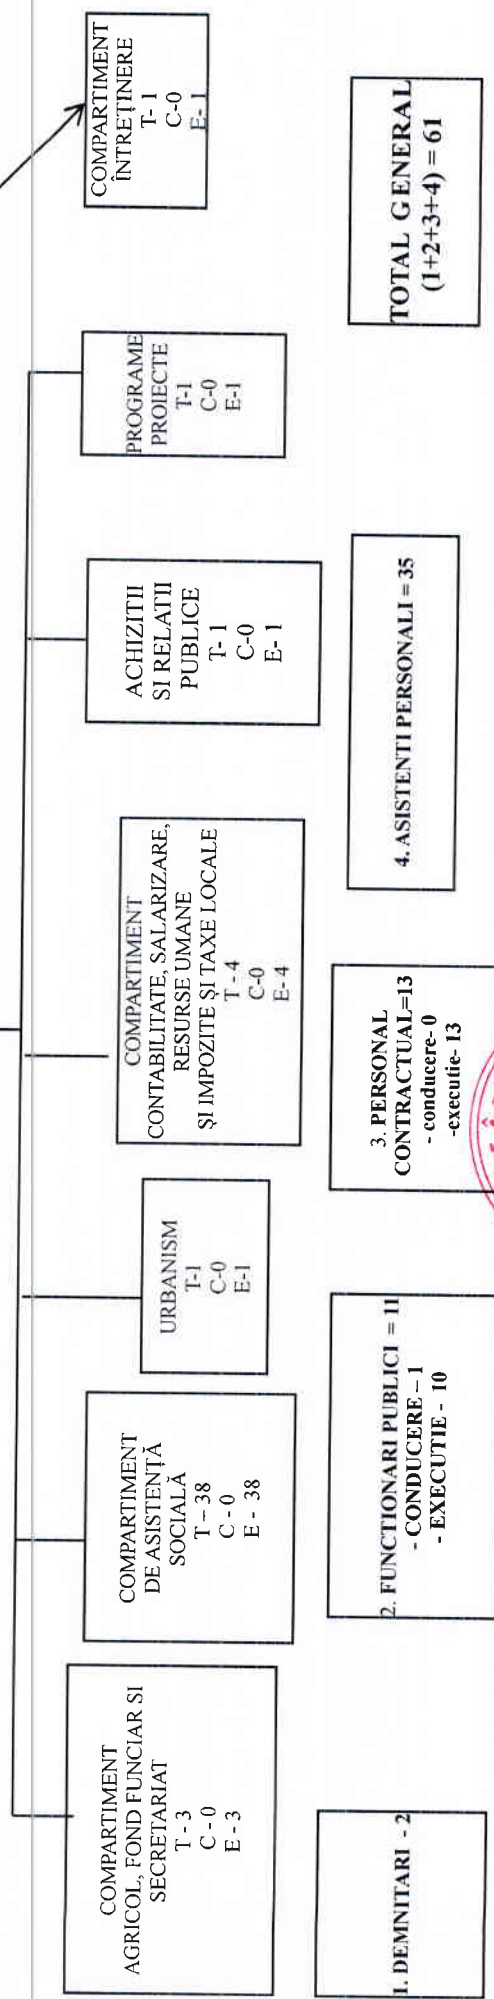 COMPARTIMENT
AGRICOL, FOND FUNCIAR SI
SECRETARIAT
T - 3
C - 0
E - 3
COMPARTIMENT
DE ASISTENȚĂ
SOCIALĂ
T – 38
C - 0
E - 38
URBANISM
T-1
C-0
E-1
COMPARTIMENT
CONTABILITATE, SALARIZARE,
RESURSE UMANE
ȘI IMPOZITE ȘI TAXE LOCALE
T - 4
C-0
E- 4
ACHIZITII
SI RELATII
PUBLICE
T- 1
C-0
E- 1
PROGRAME
PROIECTE
T-1
C-0
E-1
COMPARTIMENT
ÎNTREȚINERE
T- 1
C-0
E- 1
1. DEMNITARI - 2
2. FUNCTIONARI PUBLICI = 11
- CONDUCERE – 1
- EXECUTIE - 10
3. PERSONAL
CONTRACTUAL=13
- conducere- 0
-executie- 13
4. ASISTENTI PERSONALI = 35
TOTAL GENERAL
(1+2+3+4) = 61